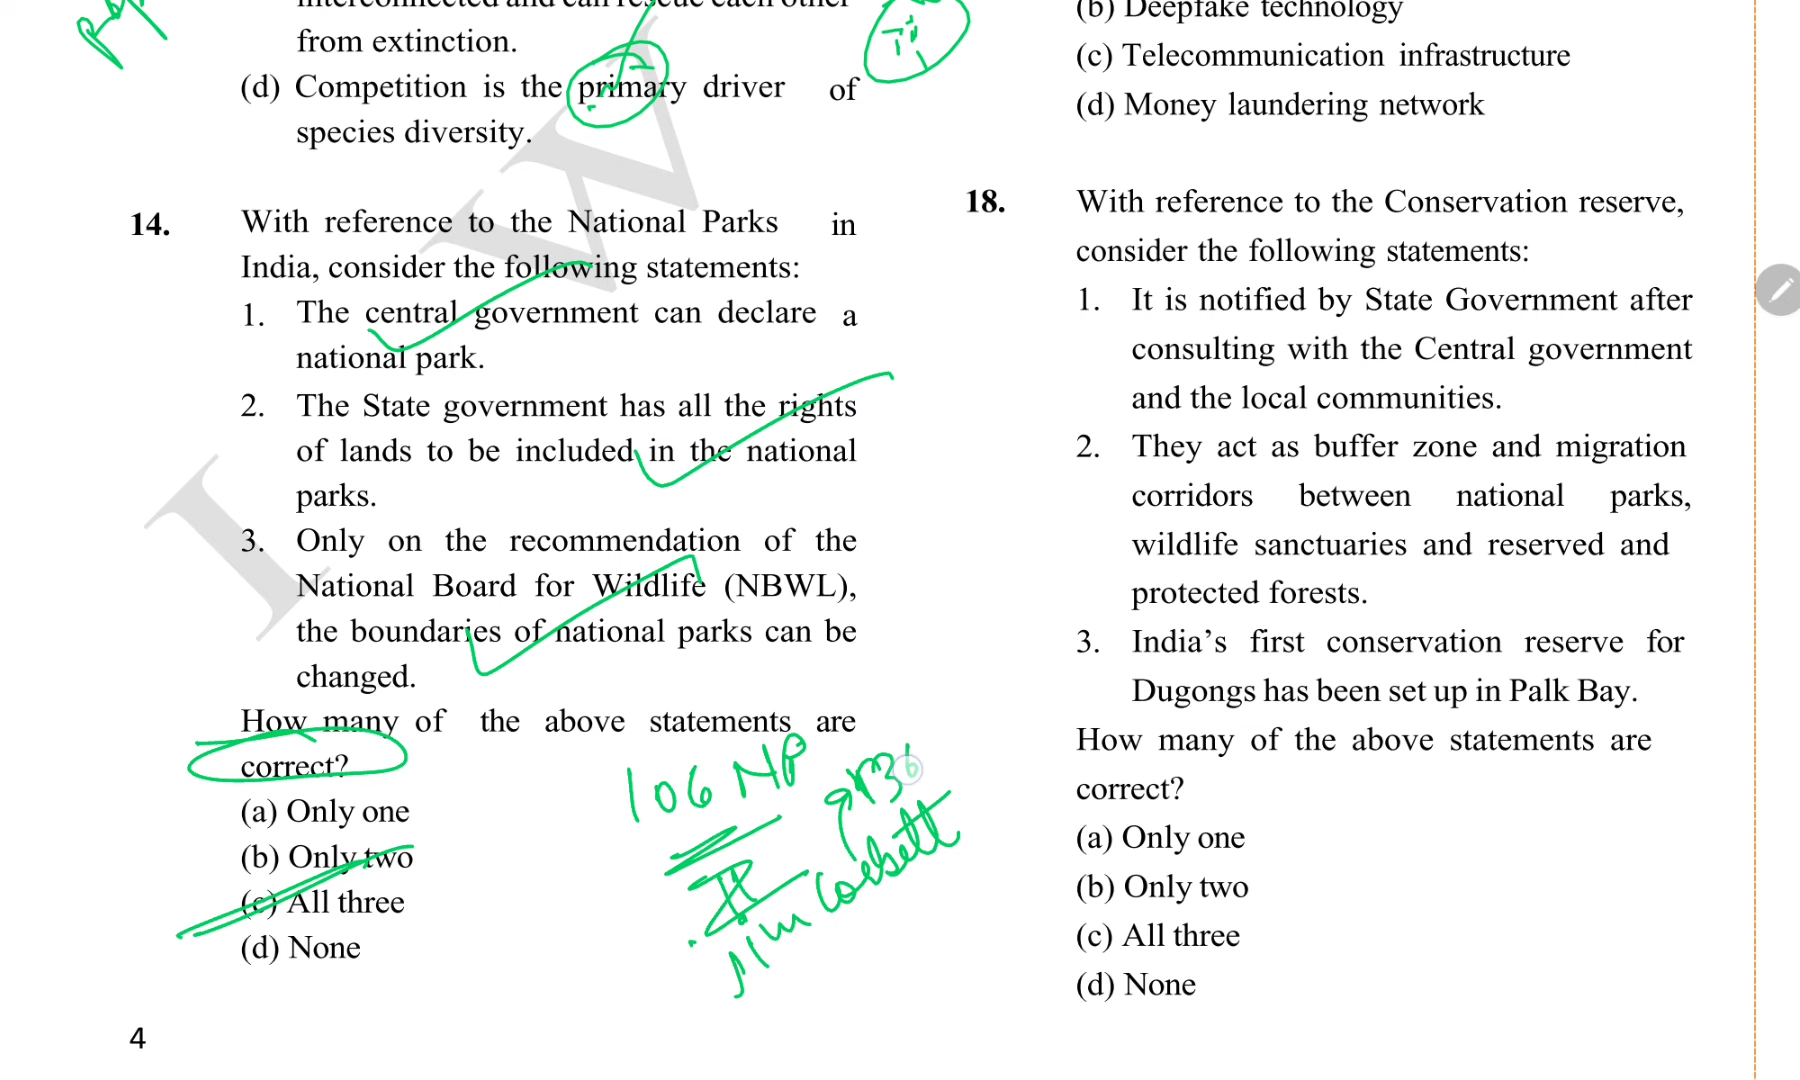 interconnected and can rescue each other
from extinction.
(d) Competition is the primary driver of
species diversity.
14. With reference to the National Parks in
India, consider the following statements:
1. The central government can declare a
national park.
2. The State government has all the rights
of lands to be included in the national
parks.
3. Only on the recommendation of the
National Board for Wildlife (NBWL),
the boundaries of national parks can be
changed.
How many of the above statements are
correct?
(a) Only one
(b) Only two
(c) All three
(d) None
106 NP
1936
Jim Corbett
4
(b) Deepfake technology
(c) Telecommunication infrastructure
(d) Money laundering network
18. With reference to the Conservation reserve,
consider the following statements:
1. It is notified by State Government after
consulting with the Central government
and the local communities.
2. They act as buffer zone and migration
corridors between national parks,
wildlife sanctuaries and reserved and
protected forests.
3. India’s first conservation reserve for
Dugongs has been set up in Palk Bay.
How many of the above statements are
correct?
(a) Only one
(b) Only two
(c) All three
(d) None